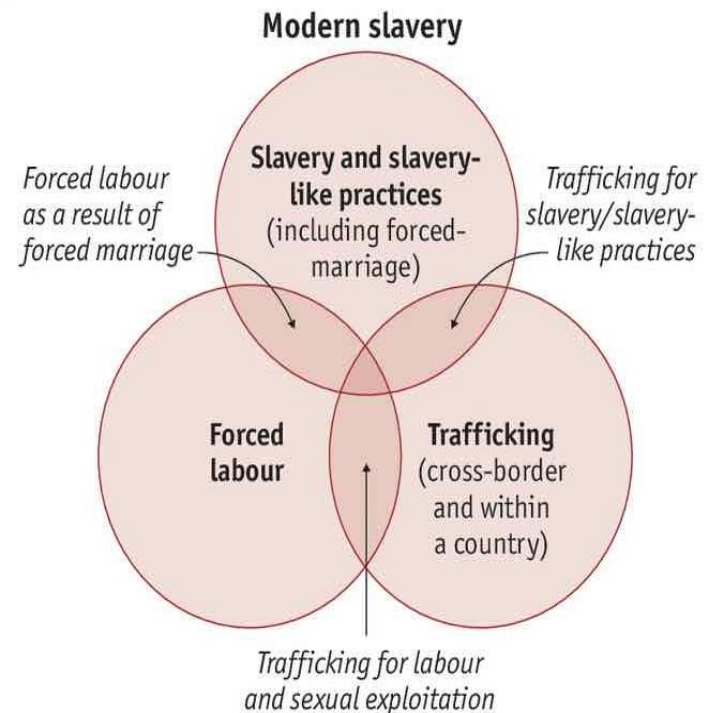 Modern slavery
Slavery and slavery-
like practices
(including forced-
marriage)
Forced labour
as a result of
forced marriage
Trafficking for
slavery/slavery-
like practices
Forced
labour
Trafficking
(cross-border
and within
a country)
Trafficking for labour
and sexual exploitation